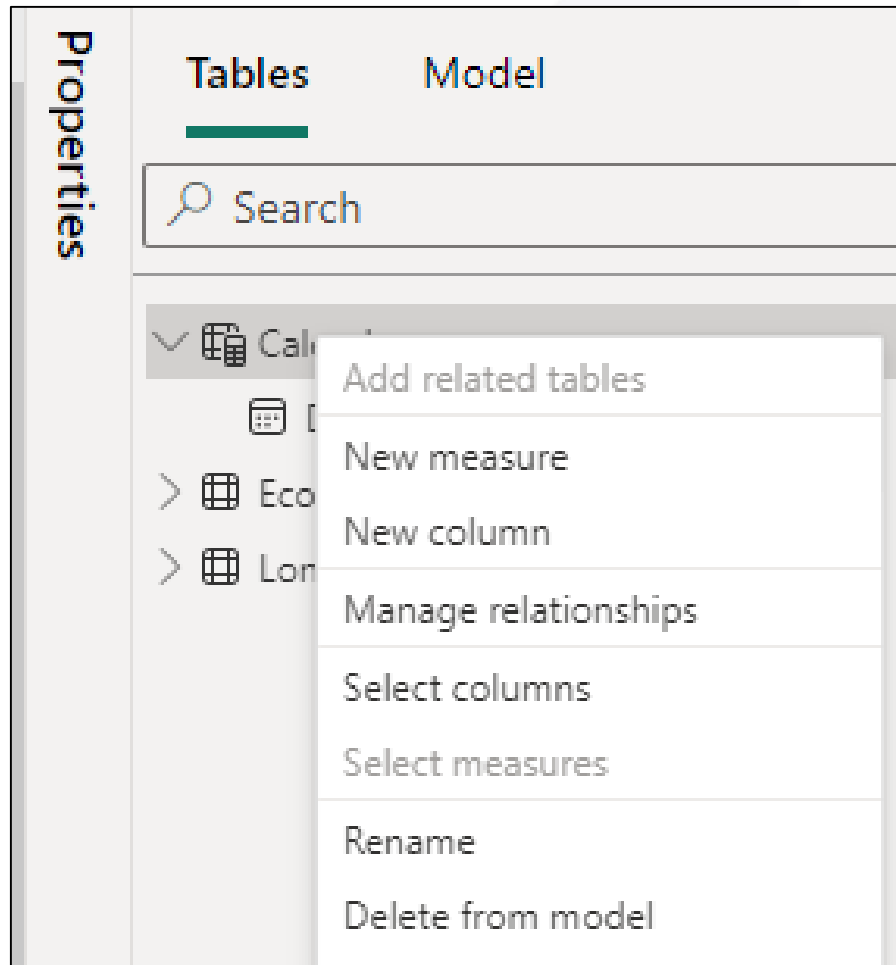 Properties
Tables Model
Search
Add related tables
New measure
New column
Manage relationships
Select columns
Select measures
Rename
Delete from model